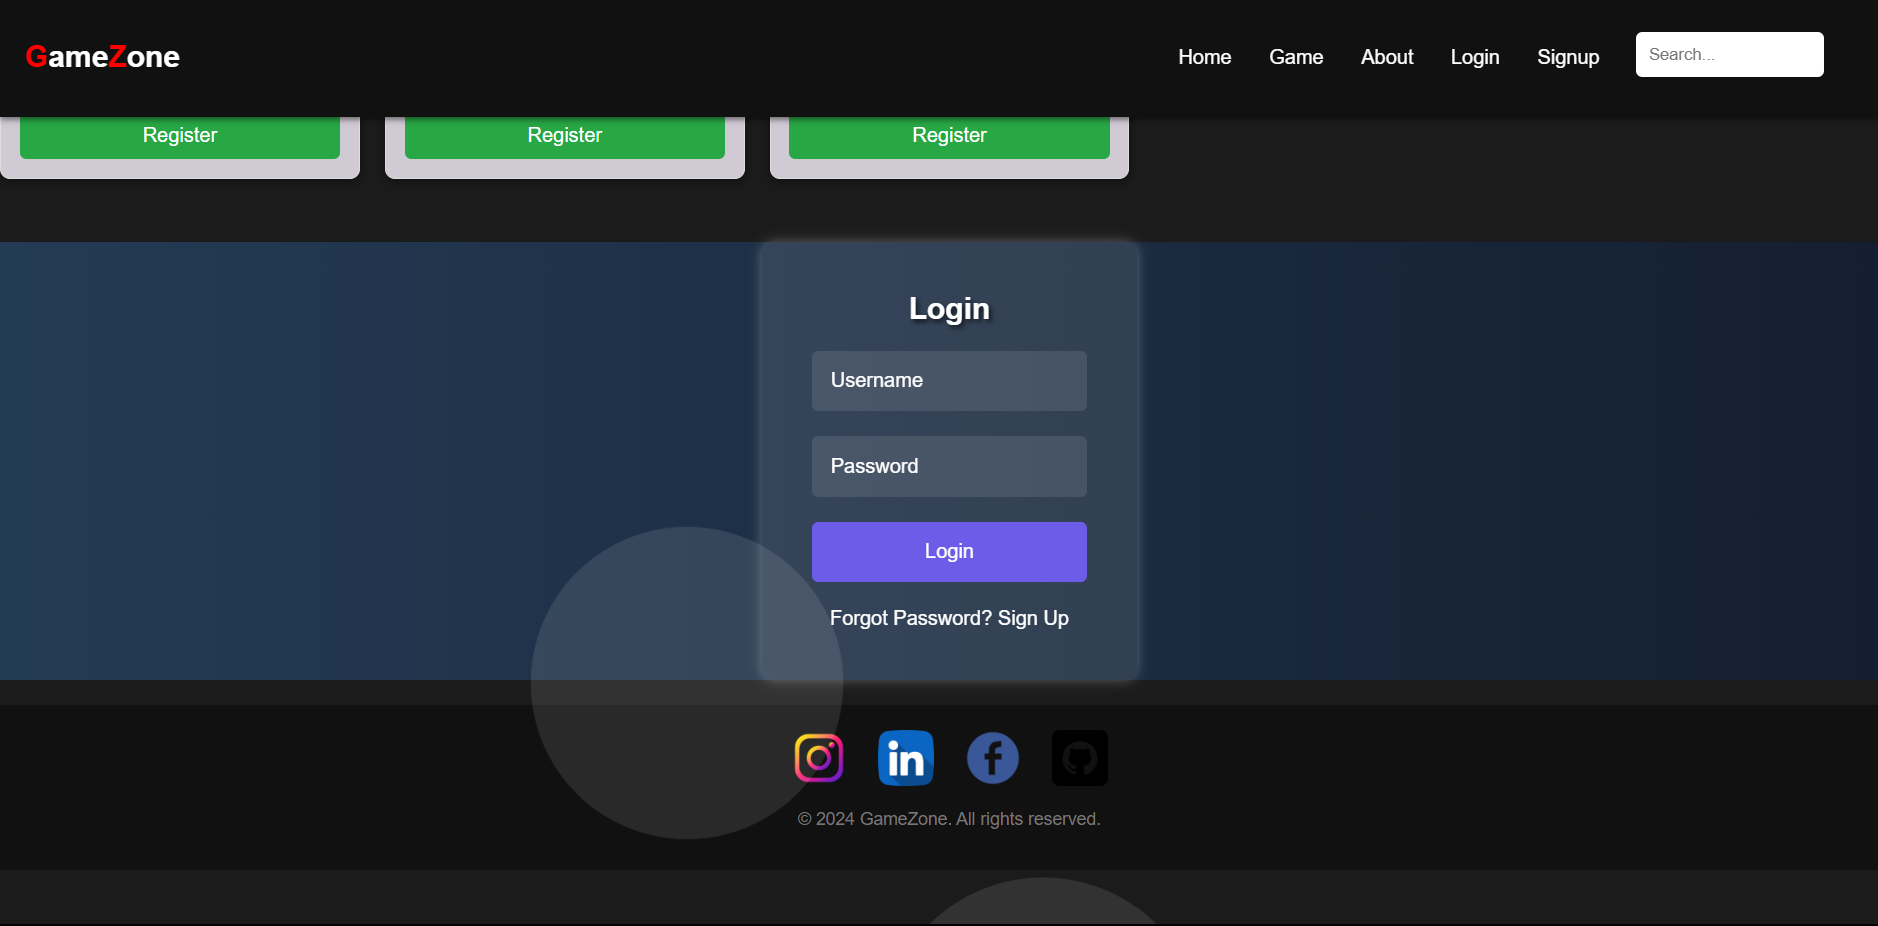 GameZone
Home Game About Login Signup Search...
Register Register Register
Login
Username
Password
Login
Forgot Password? Sign Up
in f
© 2024 GameZone. All rights reserved.